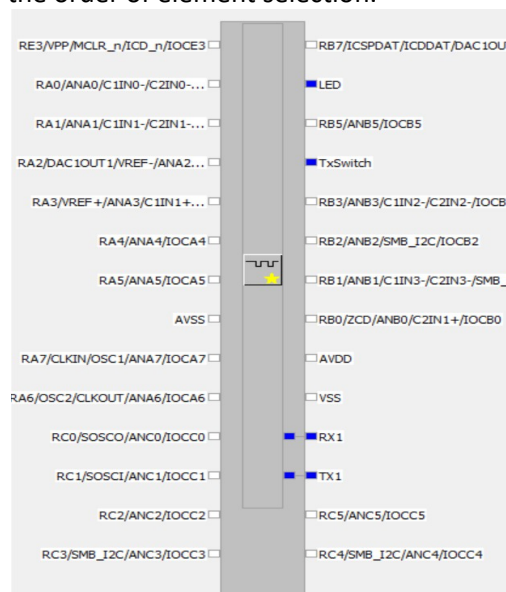 the order of element selection.
RE3/VPP/MCLR_n/ICD_n/IOCE3
RB7/ICSPDAT/ICDDAT/DAC1OU
RA0/ANA0/C1IN0-/C2IN0-...
LED
RA1/ANA1/C1IN1-/C2IN1-...
RB5/ANB5/IOCB5
RA2/DAC1OUT1/VREF-/ANA2...
TxSwitch
RA3/VREF+/ANA3/C1IN1+...
RB3/ANB3/C1IN2-/C2IN2-/IOCB
RA4/ANA4/IOCA4
RB2/ANB2/SMB_I2C/IOCB2
RA5/ANA5/IOCA5
RB1/ANB1/C1IN3-/C2IN3-/SMB_
AVSS
RB0/ZCD/ANB0/C2IN1+/IOCB0
RA7/CLKIN/OSC1/ANA7/IOCA7
AVDD
RA6/OSC2/CLKOUT/ANA6/IOCA6
VSS
RC0/SOSCO/ANC0/IOCC0
RX1
RC1/SOSCI/ANC1/IOCC1
TX1
RC2/ANC2/IOCC2
RC5/ANC5/IOCC5
RC3/SMB_I2C/ANC3/IOCC3
RC4/SMB_I2C/ANC4/IOCC4